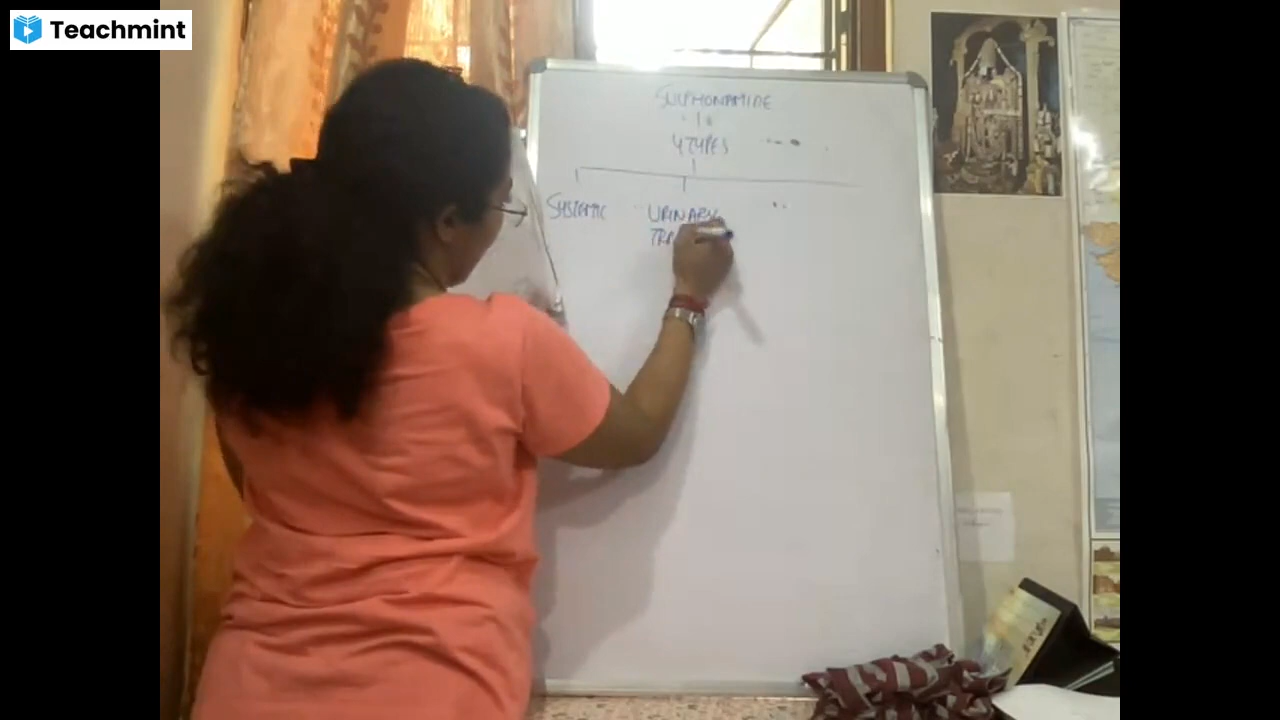 Teachmint
SULPHONAMIDE
4 TYPES
SYSTEMIC
URINARY